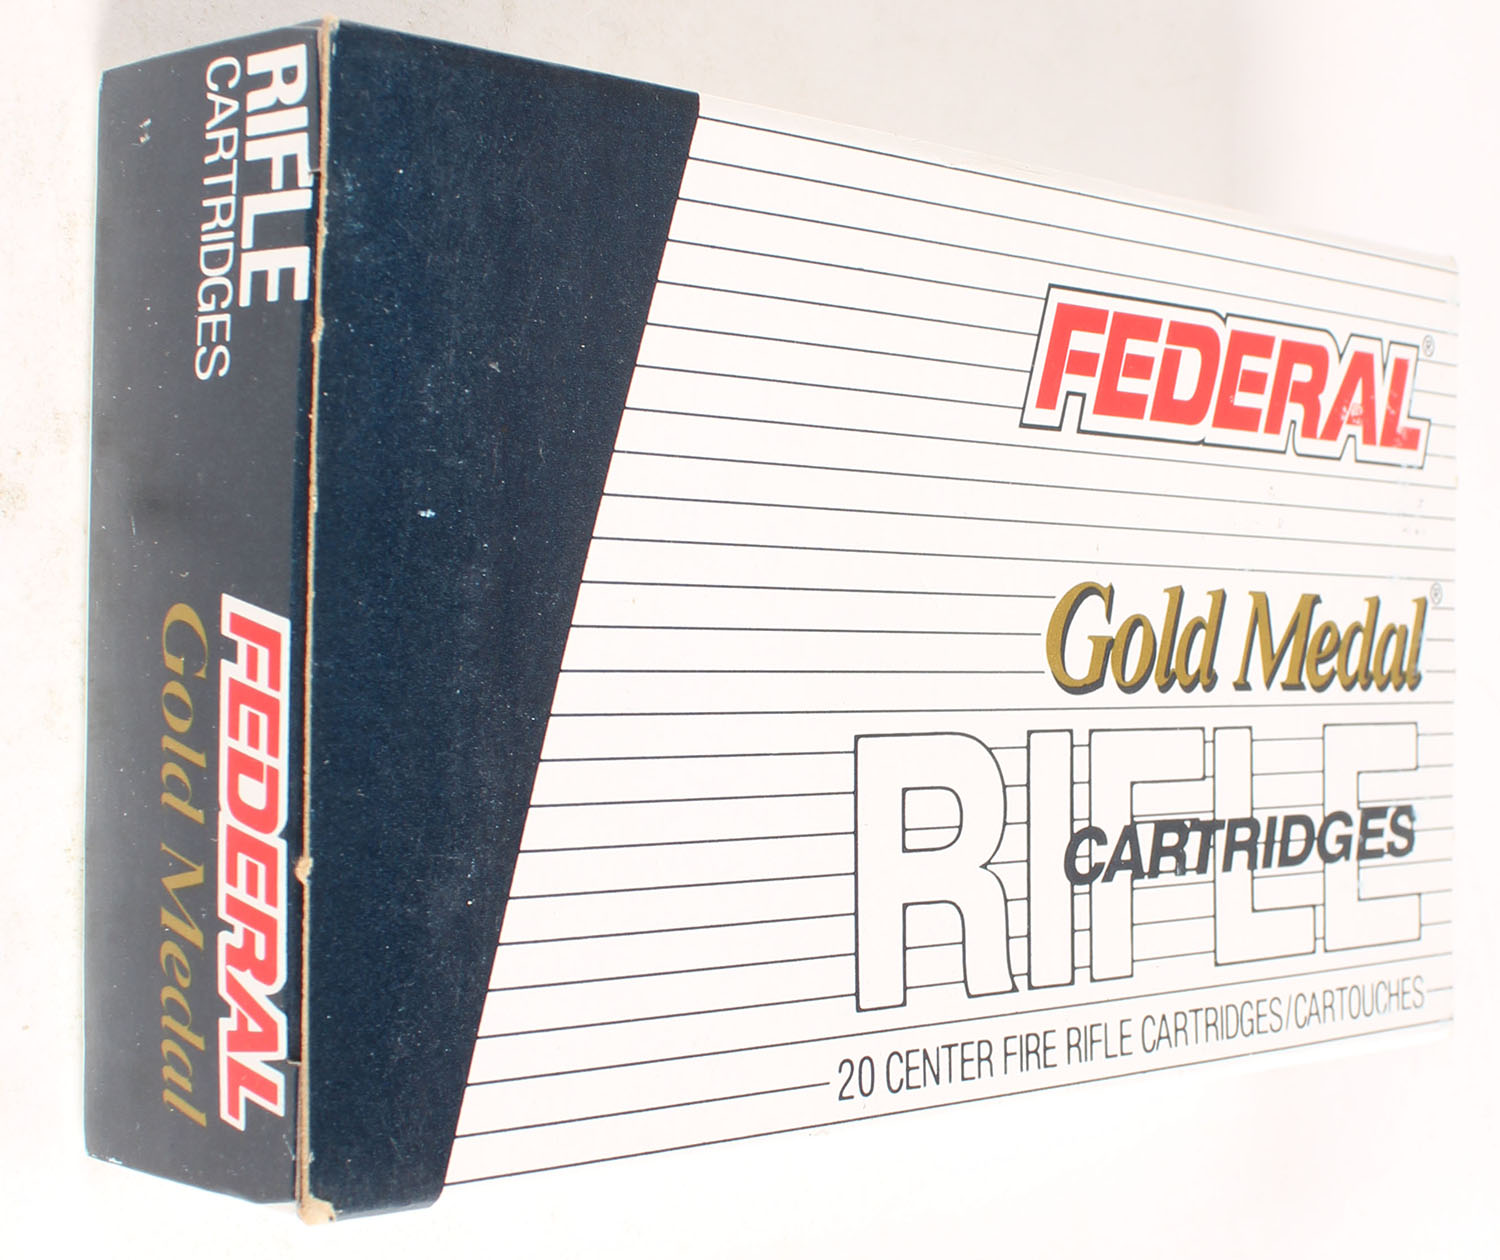 RIFLE
CARTRIDGES
FEDERAL
Gold Medal
FEDERAL®
Gold Medal®
RIFLE
CARTRIDGES
20 CENTER FIRE RIFLE CARTRIDGES/CARTOUCHES